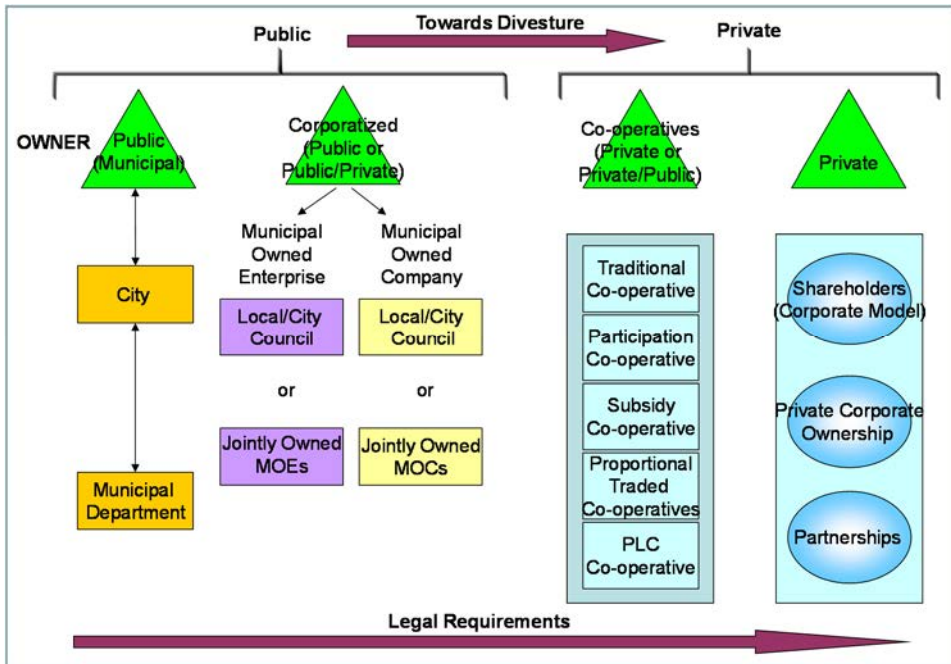 Towards Divesture
Public
Private
OWNER
Public
(Municipal)
Corporatized
(Public or
Public/Private)
Co-operatives
(Private or
Private/Public)
Private
City
Municipal
Department
Municipal
Owned
Enterprise
Local/City
Council
or
Jointly Owned
MOEs
Municipal
Owned
Company
Local/City
Council
or
Jointly Owned
MOCs
Traditional
Co-operative
Participation
Co-operative
Subsidy
Co-operative
Proportional
Traded
Co-operatives
PLC
Co-operative
Shareholders
(Corporate Model)
Private Corporate
Ownership
Partnerships
Legal Requirements